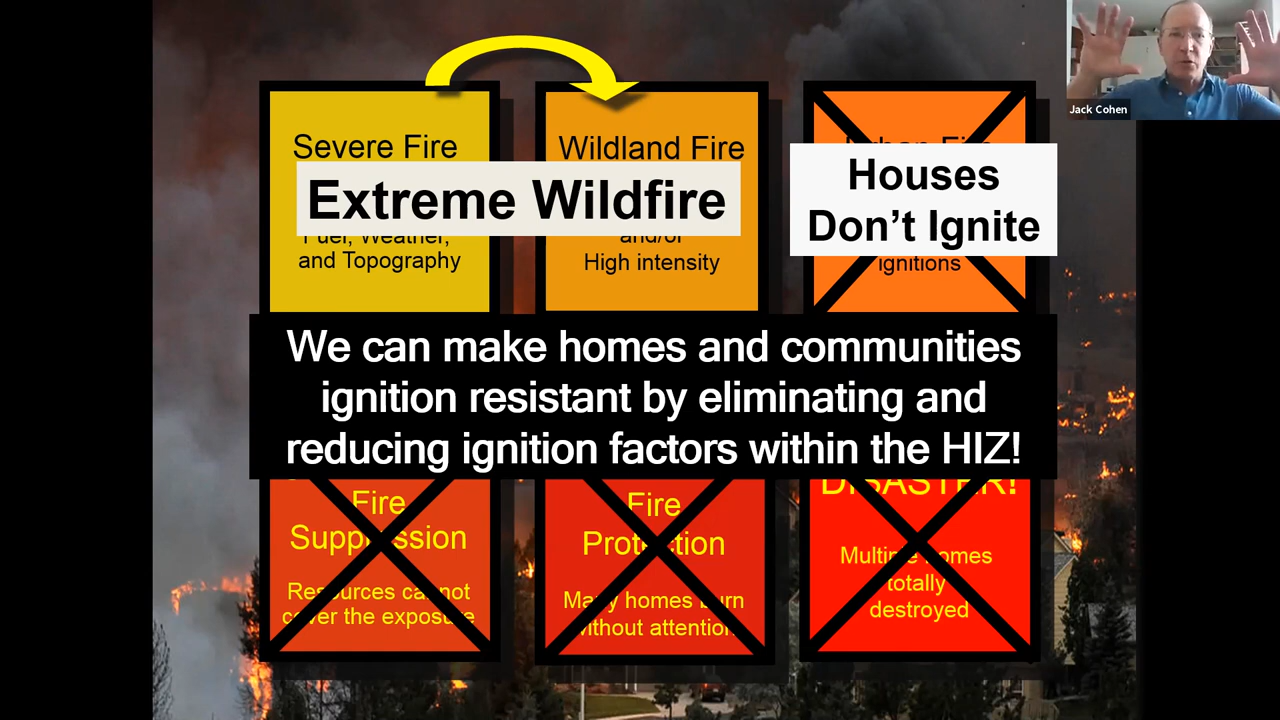 Jack Cohen
Severe Fire
Wildland Fire
Extreme Wildfire
Houses
Don’t Ignite
Fuel, Weather,
and Topography
and/or
High intensity
ignitions
We can make homes and communities
ignition resistant by eliminating and
reducing ignition factors within the HIZ!
Fire
Suppression
Resources cannot
cover the exposure
Fire
Protection
Many homes burn
without attention
DISASTER!
Multiple homes
totally
destroyed